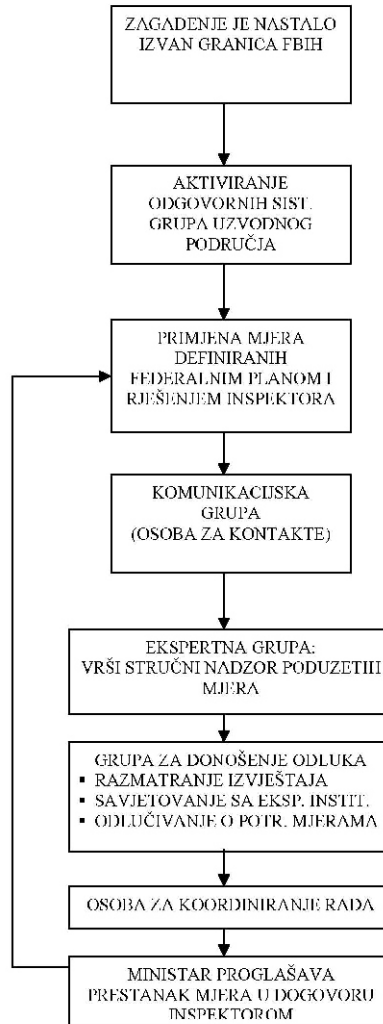 ZAGAĐENJE JE NASTALO
IZVAN GRANICA FBIH
AKTIVIRANJE
ODGOVORNIH SIST.
GRUPA UZVODNOG
PODRUČJA
PRIMJENA MJERA
DEFINIRANIH
FEDERALNIM PLANOM I
RJEŠENJEM INSPEKTORA
KOMUNIKACIJSKA
GRUPA
(OSOBA ZA KONTAKTE)
EKSPERTNA GRUPA:
VRŠI STRUČNI NADZOR PODUZETIH
MJERA
GRUPA ZA DONOŠENJE ODLUKA
▪ RAZMATRANJE IZVJEŠTAJA
▪ SAVJETOVANJE SA EKSP. INSTIT.
▪ ODLUČIVANJE O POTR. MJERAMA
OSOBA ZA KOORDINIRANJE RADA
MINISTAR PROGLAŠAVA
PRESTANAK MJERA U DOGOVORU
INSPEKTOROM